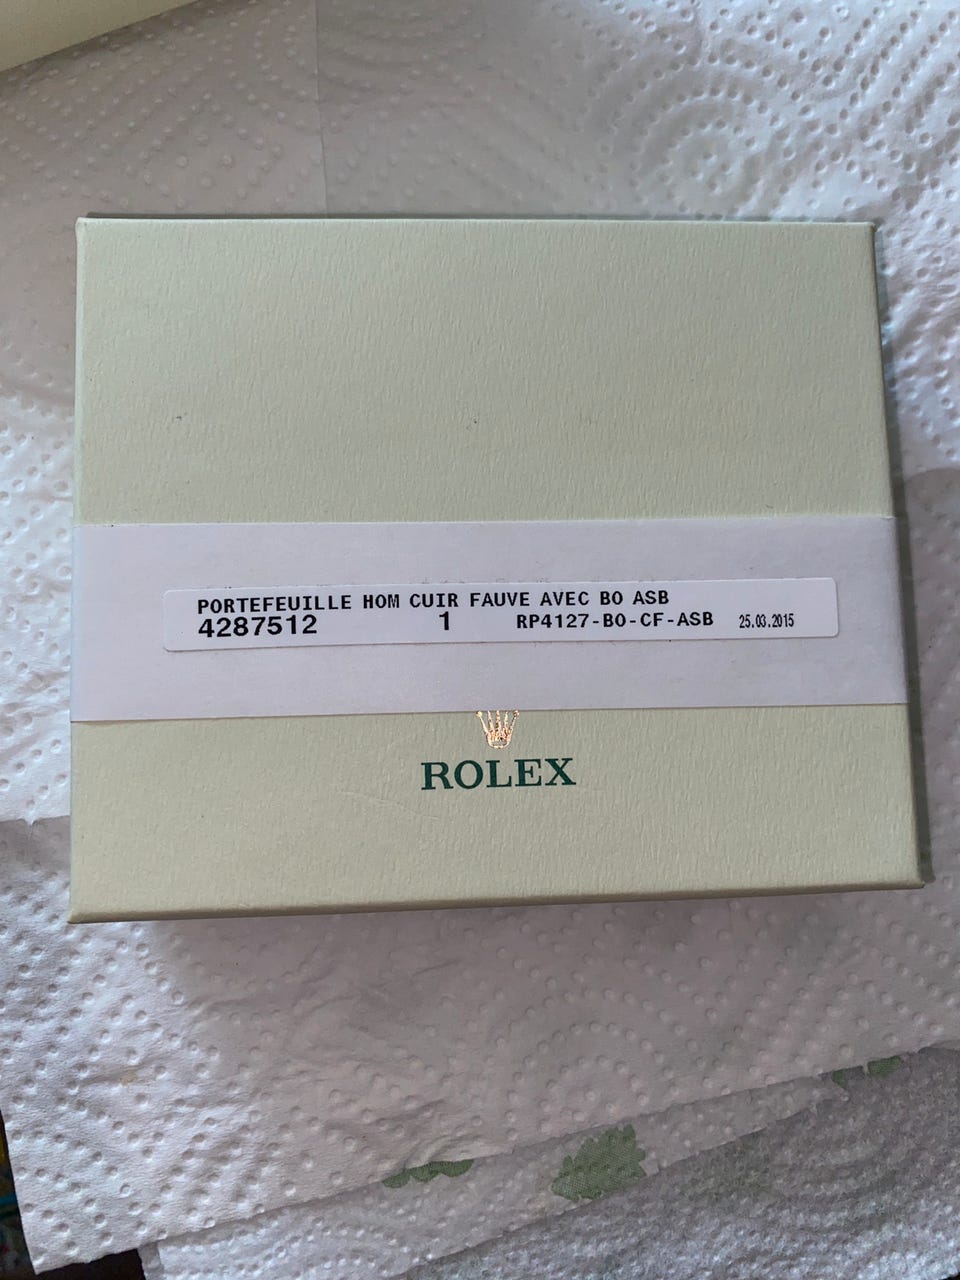 PORTEFEUILLE HOM CUIR FAUVE AVEC BO ASB
4287512 1 RP4127-BO-CF-ASB 25.03.2015
ROLEX